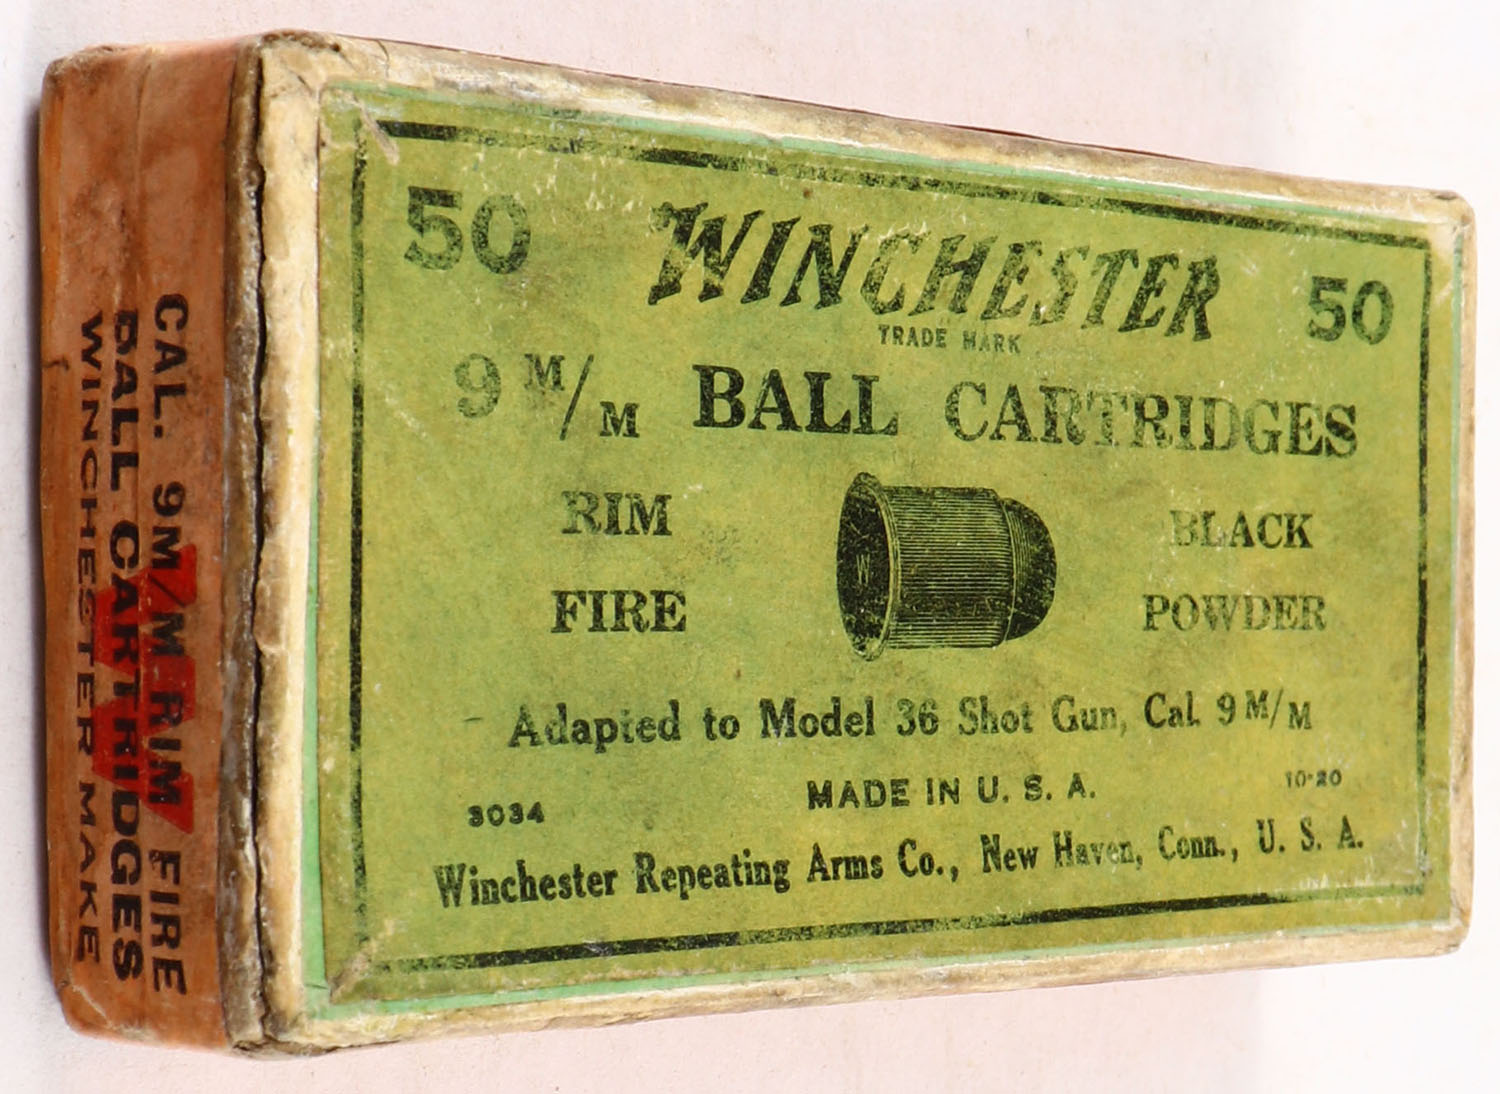 50 WINCHESTER 50
TRADE MARK
9 M/M BALL CARTRIDGES
RIM BLACK
FIRE POWDER
W
Adapted to Model 36 Shot Gun, Cal. 9 M/M
3034 MADE IN U. S. A. 10-20
Winchester Repeating Arms Co., New Haven, Conn., U. S. A.
CAL. 9M/M RIM FIRE
BALL CARTRIDGES
WINCHESTER MAKE
W